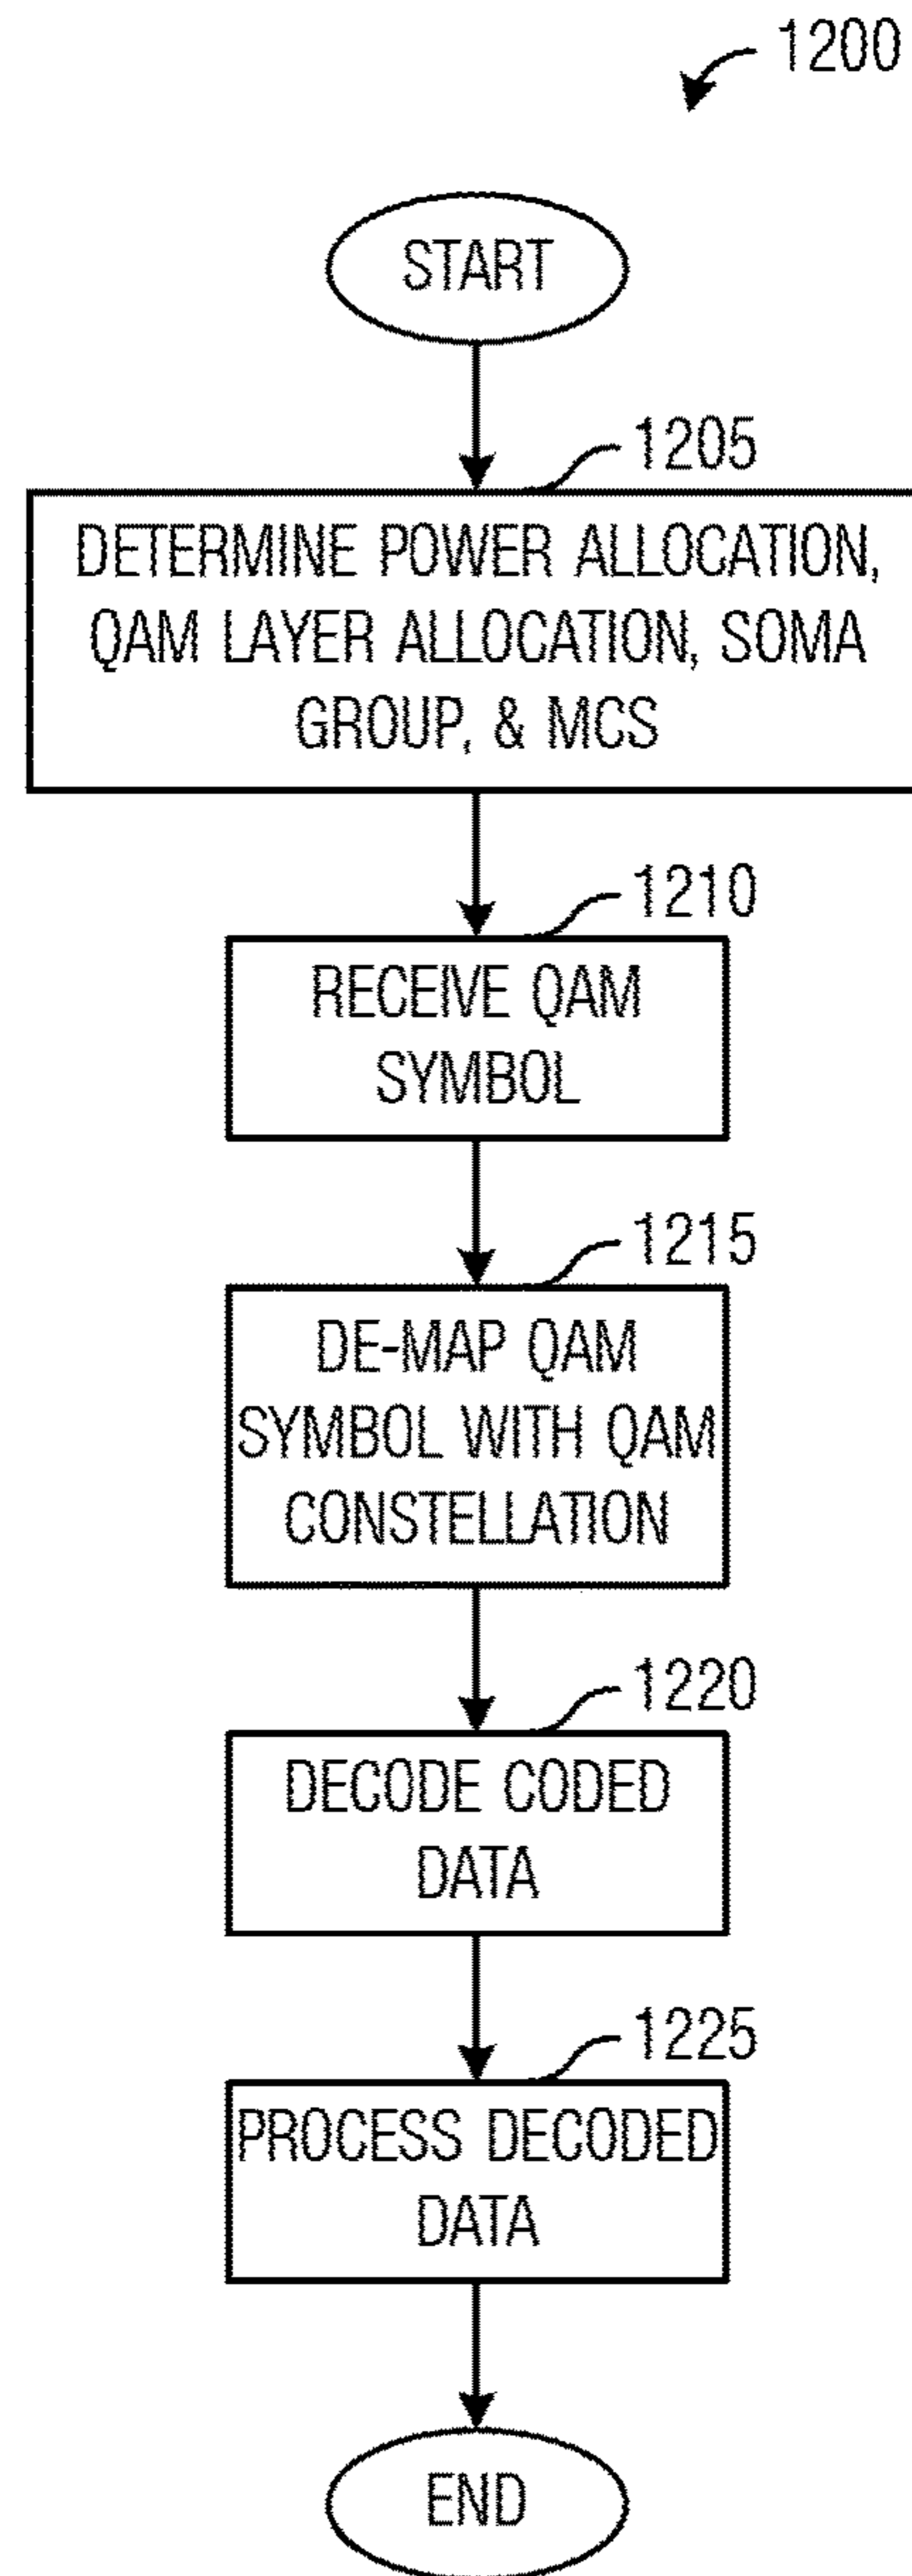 1200
START
1205
DETERMINE POWER ALLOCATION,
QAM LAYER ALLOCATION, SOMA
GROUP, & MCS
1210
RECEIVE QAM
SYMBOL
1215
DE-MAP QAM
SYMBOL WITH QAM
CONSTELLATION
1220
DECODE CODED
DATA
1225
PROCESS DECODED
DATA
END